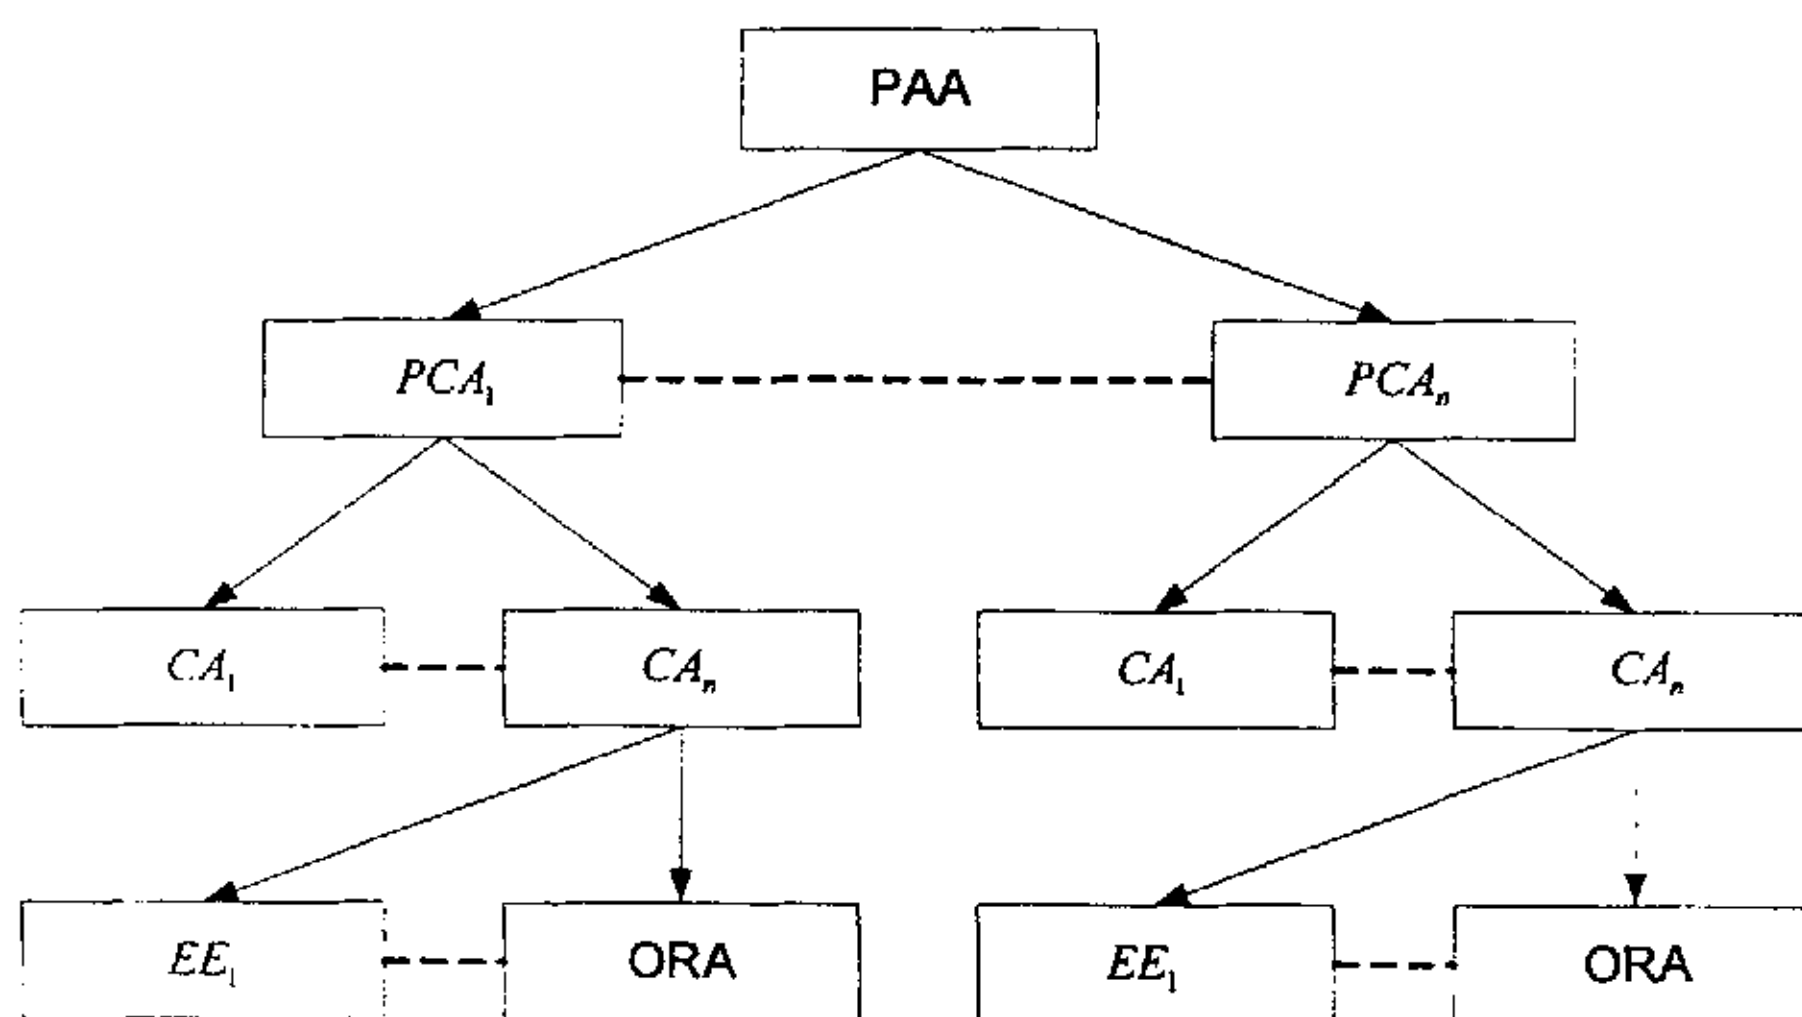 PAA
PCA₁ PCAₙ
CA₁ CAₙ CA₁ CAₙ
EE₁ ORA EE₁ ORA